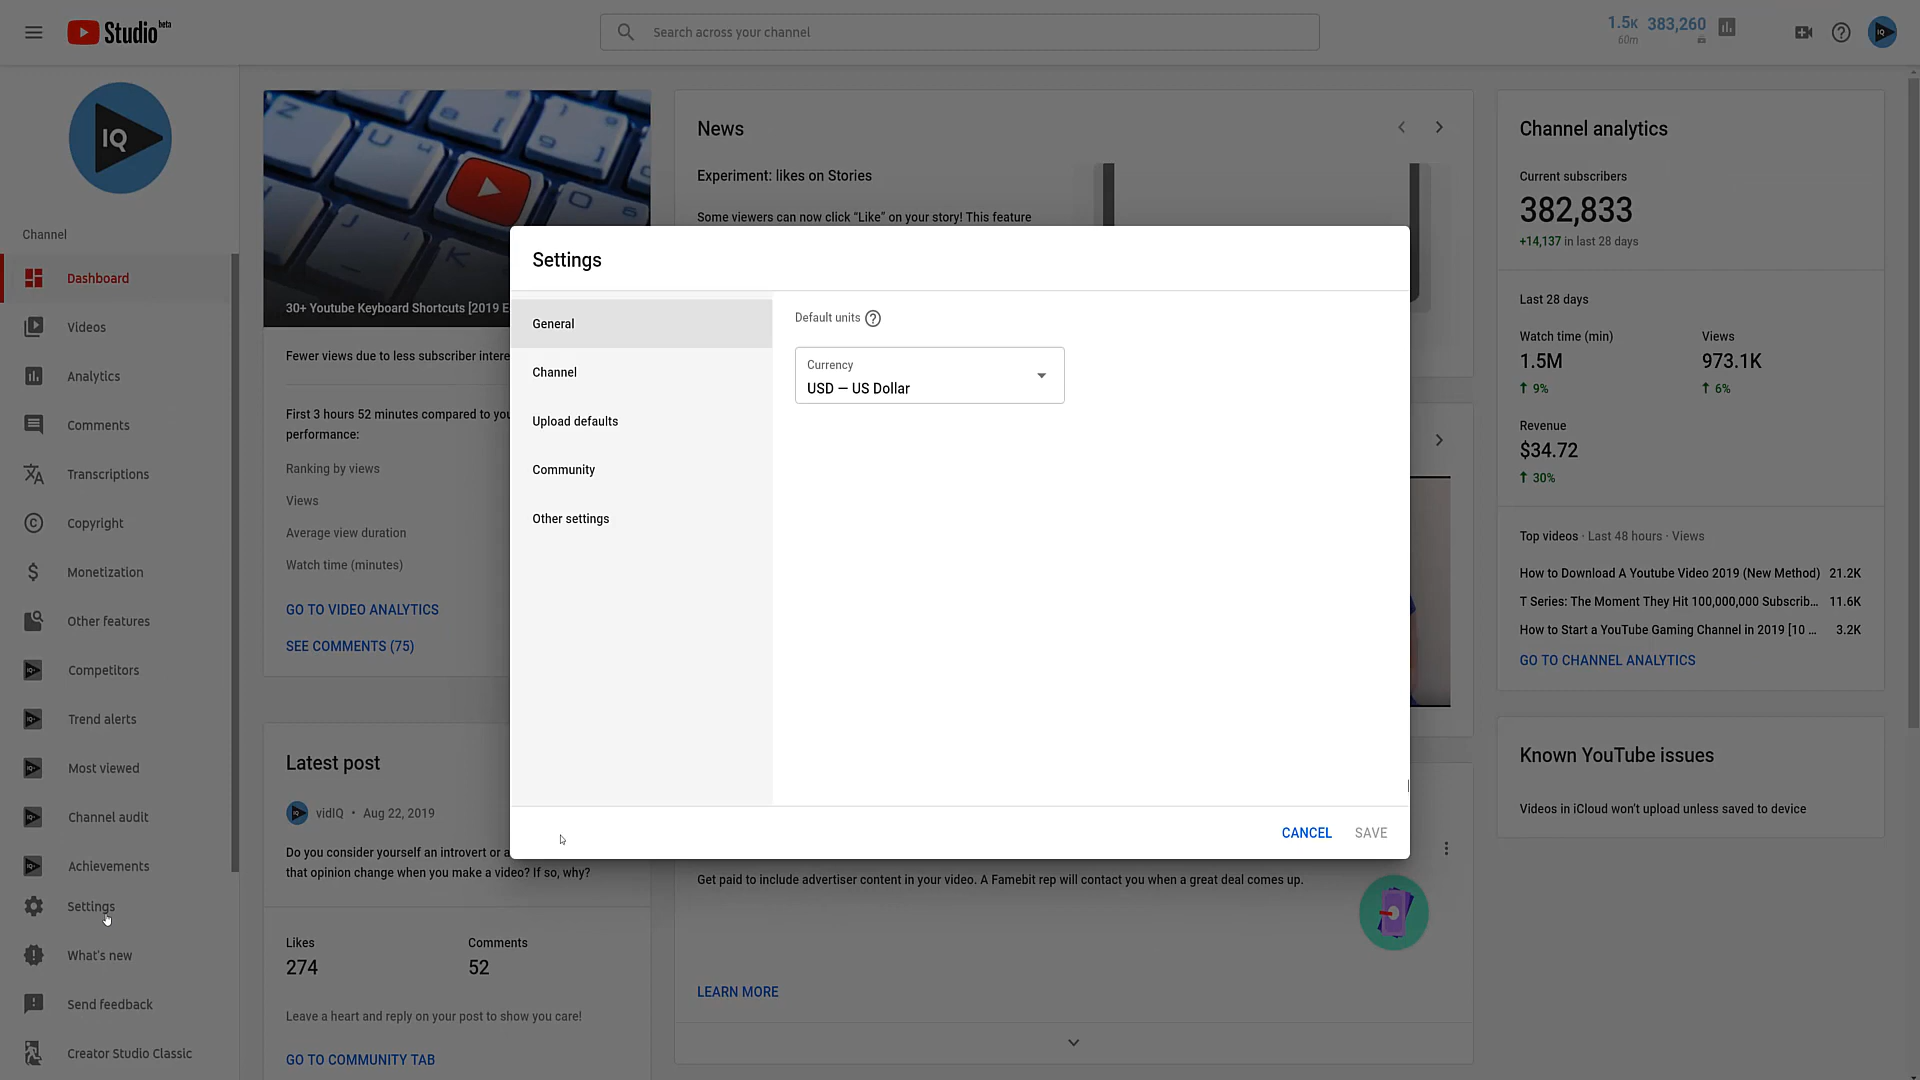 Studio beta
Search across your channel
1.5K
60m
383,260
IQ
IQ
Channel
Dashboard
Videos
Analytics
Comments
Transcriptions
Copyright
Monetization
Other features
Competitors
Trend alerts
Most viewed
Channel audit
Achievements
Settings
What's new
Send feedback
Creator Studio Classic
30+ Youtube Keyboard Shortcuts [2019 E
Fewer views due to less subscriber intere
First 3 hours 52 minutes compared to you
performance:
Ranking by views
Views
Average view duration
Watch time (minutes)
GO TO VIDEO ANALYTICS
SEE COMMENTS (75)
Latest post
vidIQ • Aug 22, 2019
Do you consider yourself an introvert or a
that opinion change when you make a video? If so, why?
Likes
Comments
274
52
Leave a heart and reply on your post to show you care!
GO TO COMMUNITY TAB
News
Experiment: likes on Stories
Some viewers can now click “Like” on your story! This feature
Settings
General
Channel
Upload defaults
Community
Other settings
Default units
Currency
USD — US Dollar
CANCEL
SAVE
Get paid to include advertiser content in your video. A Famebit rep will contact you when a great deal comes up.
LEARN MORE
Channel analytics
Current subscribers
382,833
+14,137 in last 28 days
Last 28 days
Watch time (min)
Views
1.5M
973.1K
9%
6%
Revenue
$34.72
30%
Top videos · Last 48 hours · Views
How to Download A Youtube Video 2019 (New Method) 21.2K
T Series: The Moment They Hit 100,000,000 Subscrib... 11.6K
How to Start a YouTube Gaming Channel in 2019 [10 ... 3.2K
GO TO CHANNEL ANALYTICS
Known YouTube issues
Videos in iCloud won't upload unless saved to device